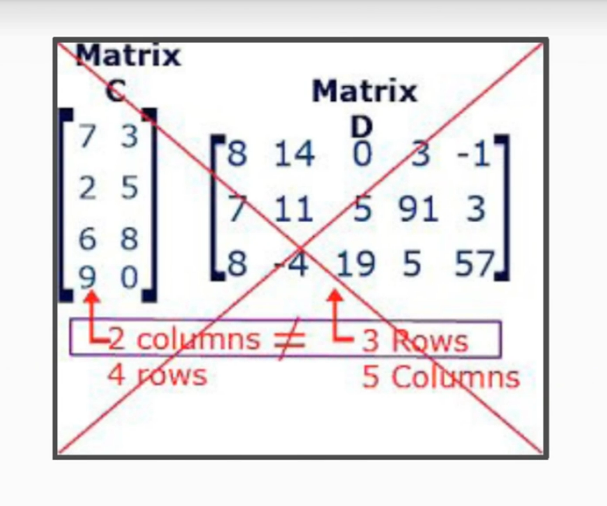 Matrix
C
7 3
2 5
6 8
9 0
Matrix
D
8 14 0 3 -1
7 11 5 91 3
8 -4 19 5 57
2 columns ≠ 3 Rows
4 rows 5 Columns